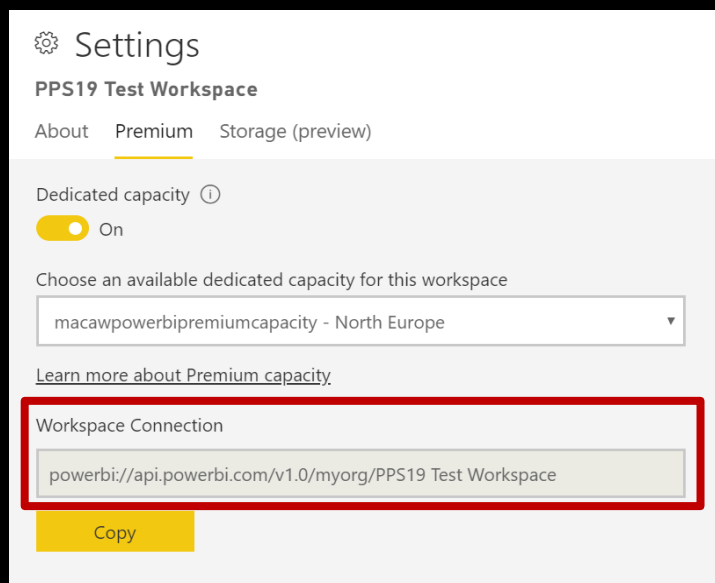 Settings
PPS19 Test Workspace
About Premium Storage (preview)
Dedicated capacity
On
Choose an available dedicated capacity for this workspace
macawpowerbipremiumcapacity - North Europe
Learn more about Premium capacity
Workspace Connection
powerbi://api.powerbi.com/v1.0/myorg/PPS19 Test Workspace
Copy